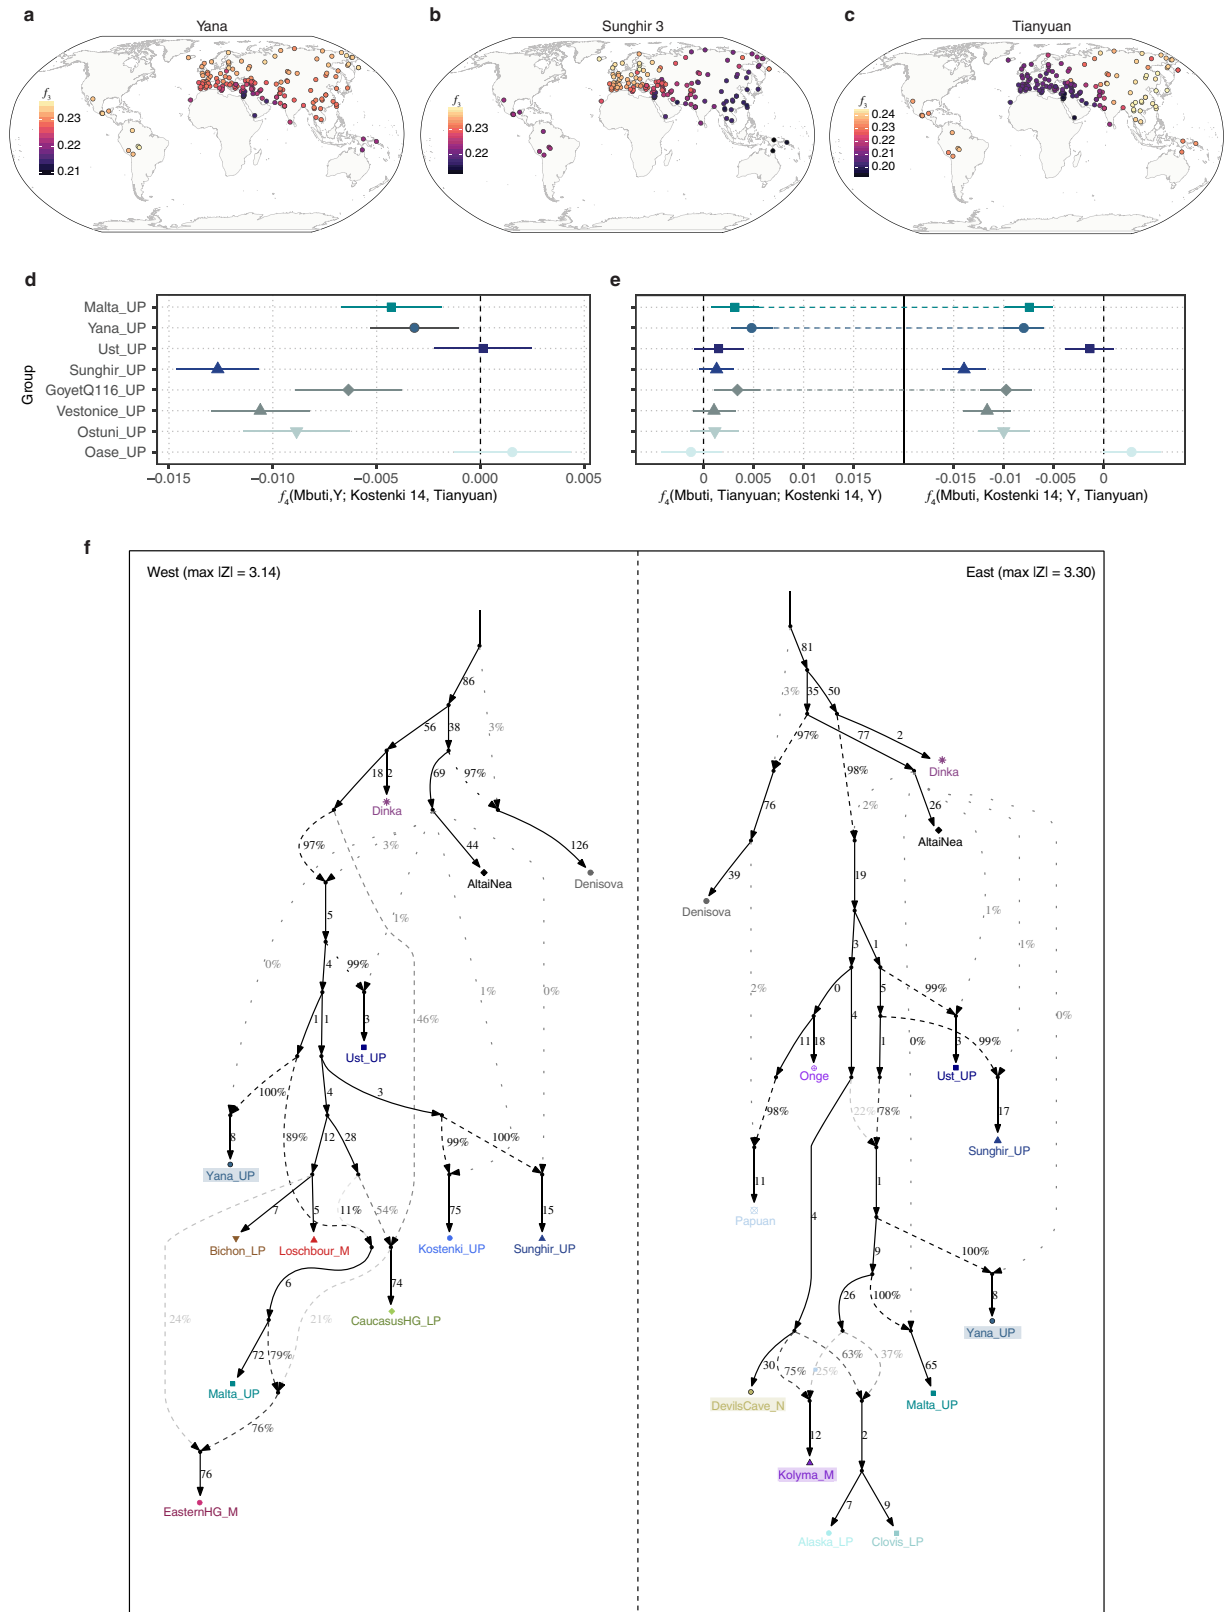 a
Yana
f3
0.23
0.22
0.21
b
Sunghir 3
f3
0.23
0.22
c
Tianyuan
f3
0.24
0.23
0.22
0.21
0.20
d
Group
Malta_UP
Yana_UP
Ust_UP
Sunghir_UP
GoyetQ116_UP
Vestonice_UP
Ostuni_UP
Oase_UP
−0.015
−0.010
−0.005
0.000
0.005
f4(Mbuti,Y; Kostenki 14, Tianyuan)
e
0
0.005
0.01
0.015
f4(Mbuti, Tianyuan; Kostenki 14, Y)
-0.015
-0.01
-0.005
0
f4(Mbuti, Kostenki 14; Y, Tianyuan)
f
West (max |Z| = 3.14)
86
56
38
3%
18
2
69
97%
Dinka
97%
3%
44
126
AltaiNea
Denisova
5
1%
0%
4
99%
1%
0%
1
1
3
46%
Ust_UP
100%
4
3
8
89%
12
28
99%
100%
Yana_UP
7
5
11%
54%
75
15
Bichon_LP
Loschbour_M
Kostenki_UP
Sunghir_UP
6
74
24%
21%
CaucasusHG_LP
72
79%
Malta_UP
76%
76
EasternHG_M
East (max |Z| = 3.30)
81
3%
35
50
97%
77
2
Dinka
98%
76
2%
26
AltaiNea
39
19
Denisova
1%
3
1
1%
0
5
99%
2%
4
0%
11
18
1
0%
3
99%
Onge
Ust_UP
98%
22%
78%
17
Sunghir_UP
11
1
Papuan
4
9
100%
26
100%
8
Yana_UP
30
75%
25%
63%
37%
65
DevilsCave_N
Malta_UP
12
2
Kolyma_M
7
9
Alaska_LP
Clovis_LP